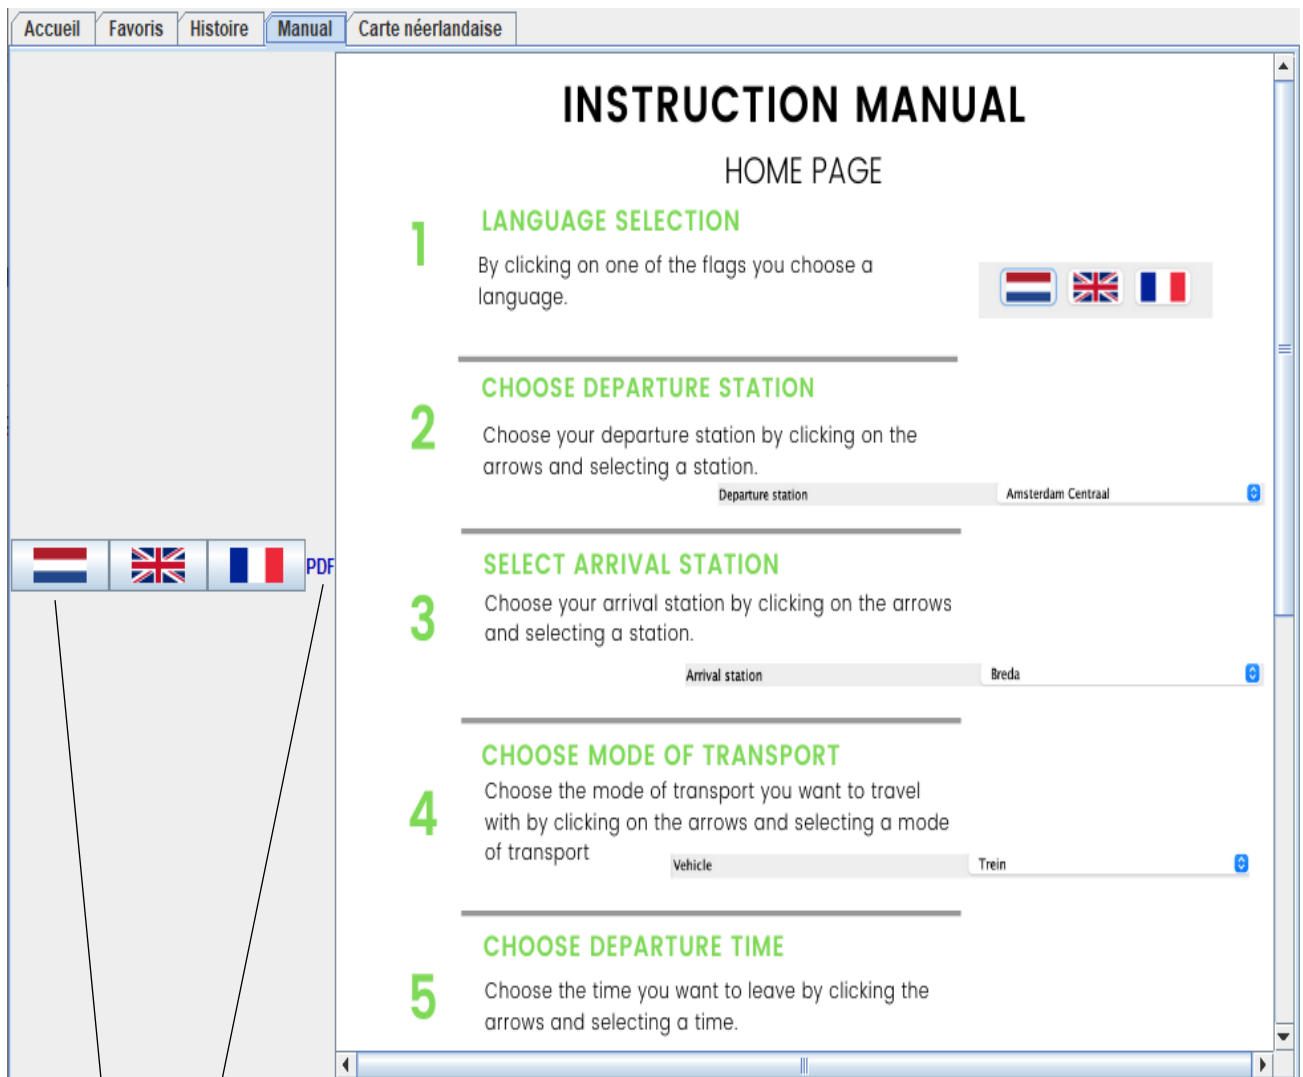 Accueil Favoris Histoire Manual Carte néerlandaise
INSTRUCTION MANUAL
HOME PAGE
1 LANGUAGE SELECTION
By clicking on one of the flags you choose a
language.
2 CHOOSE DEPARTURE STATION
Choose your departure station by clicking on the
arrows and selecting a station.
Departure station Amsterdam Centraal
PDF
3 SELECT ARRIVAL STATION
Choose your arrival station by clicking on the arrows
and selecting a station.
Arrival station Breda
4 CHOOSE MODE OF TRANSPORT
Choose the mode of transport you want to travel
with by clicking on the arrows and selecting a mode
of transport
Vehicle Trein
5 CHOOSE DEPARTURE TIME
Choose the time you want to leave by clicking the
arrows and selecting a time.